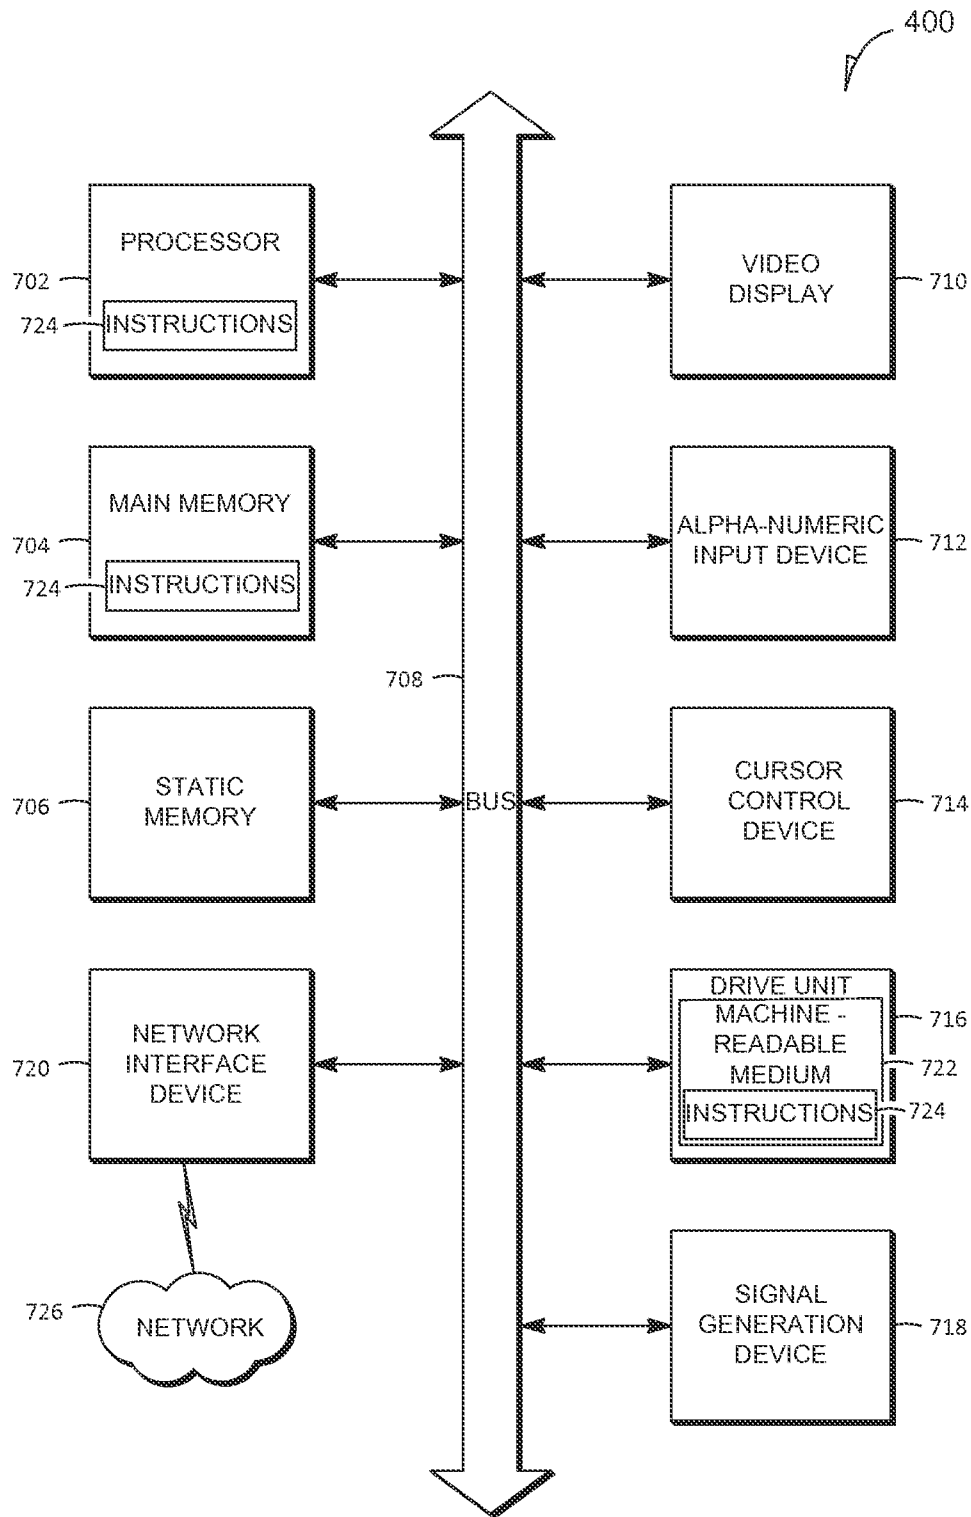 400
PROCESSOR
702
724
INSTRUCTIONS
VIDEO
DISPLAY
710
MAIN MEMORY
704
724
INSTRUCTIONS
ALPHA-NUMERIC
INPUT DEVICE
712
708
STATIC
MEMORY
706
BUS
CURSOR
CONTROL
DEVICE
714
NETWORK
INTERFACE
DEVICE
720
DRIVE UNIT
MACHINE -
READABLE
MEDIUM
INSTRUCTIONS
716
722
724
726
NETWORK
SIGNAL
GENERATION
DEVICE
718